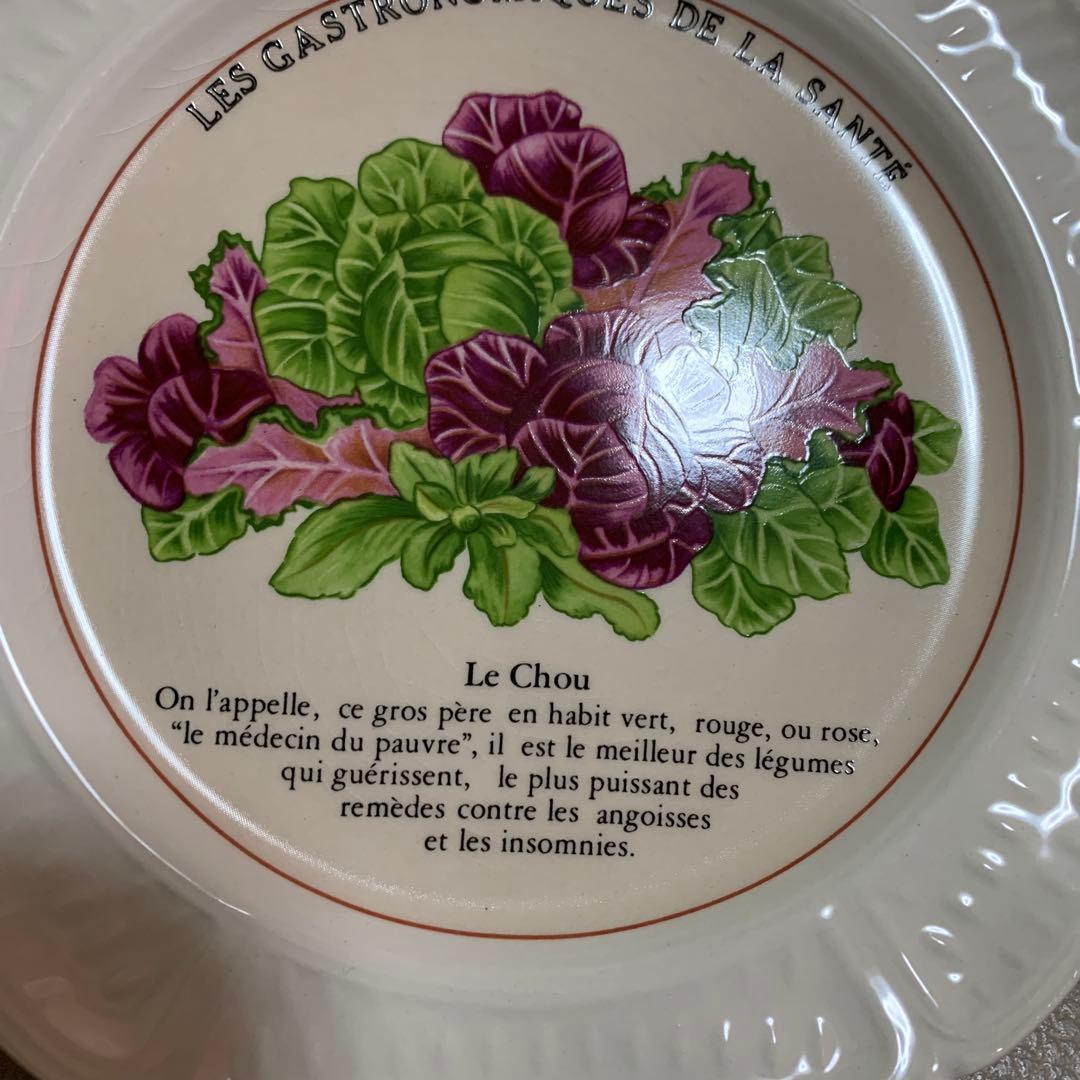 LES GASTRONOMIQUES DE LA SANTÉ
Le Chou
On l'appelle, ce gros père en habit vert, rouge, ou rose,
“le médecin du pauvre”, il est le meilleur des légumes
qui guérissent, le plus puissant des
remèdes contre les angoisses
et les insomnies.